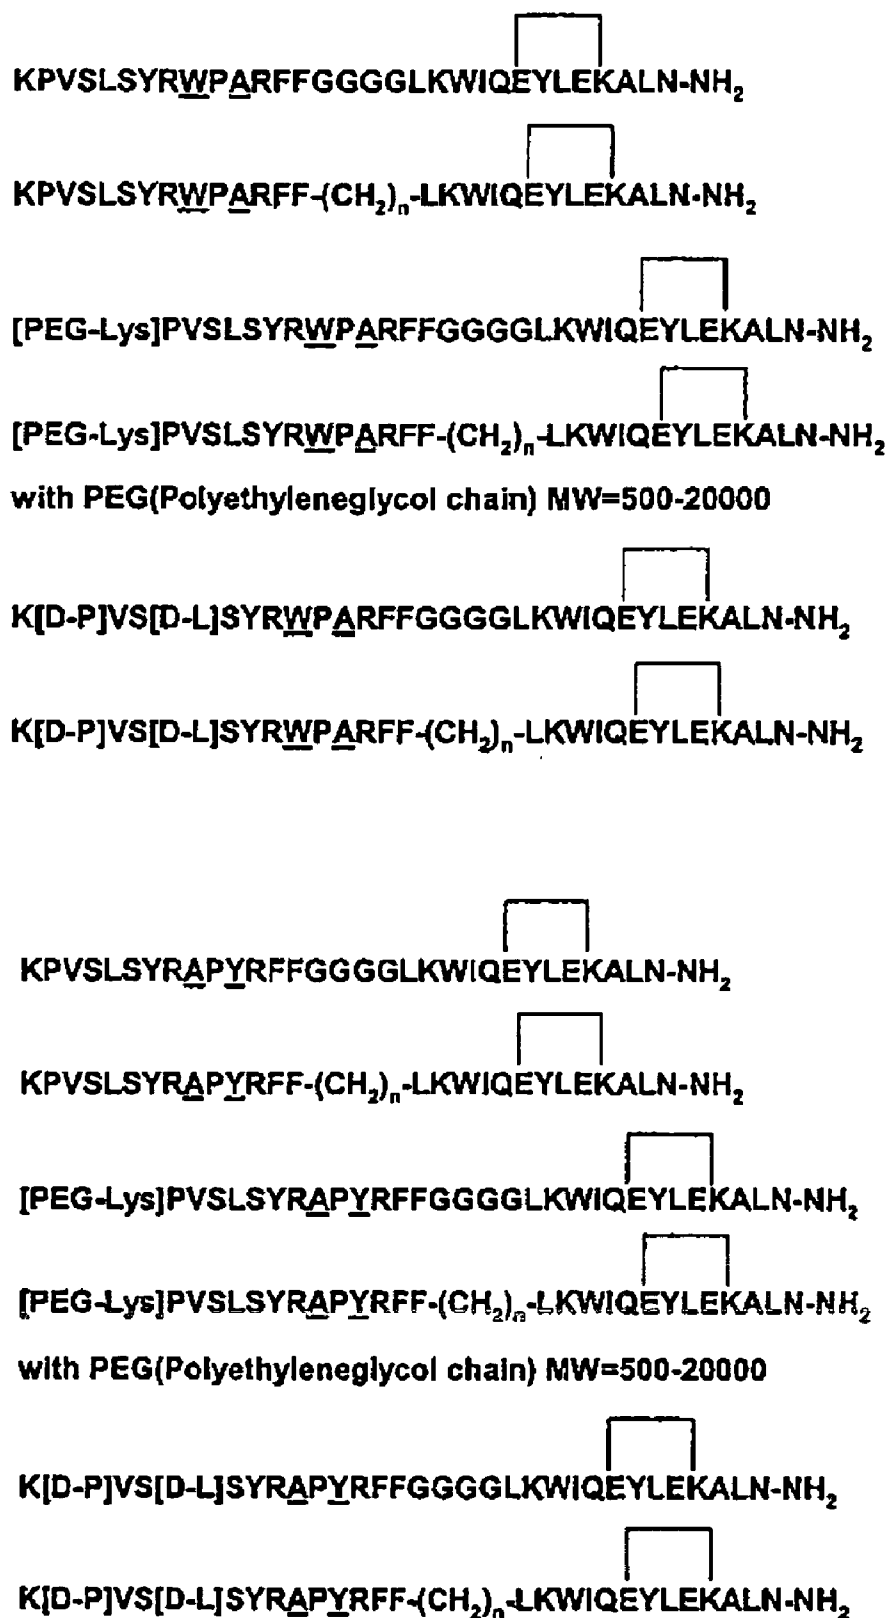 KPVSLSYRWPARFFGGGGLKWIQEYLEKALN-NH₂
KPVSLSYRWPARFF-(CH₂)ₙ-LKWIQEYLEKALN-NH₂
[PEG-Lys]PVSLSYRWPARFFGGGGLKWIQEYLEKALN-NH₂
[PEG-Lys]PVSLSYRWPARFF-(CH₂)ₙ-LKWIQEYLEKALN-NH₂
with PEG(Polyethyleneglycol chain) MW=500-20000
K[D-P]VS[D-L]SYRWPARFFGGGGLKWIQEYLEKALN-NH₂
K[D-P]VS[D-L]SYRWPARFF-(CH₂)ₙ-LKWIQEYLEKALN-NH₂
KPVSLSYRAPYRFFGGGGLKWIQEYLEKALN-NH₂
KPVSLSYRAPYRFF-(CH₂)ₙ-LKWIQEYLEKALN-NH₂
[PEG-Lys]PVSLSYRAPYRFFGGGGLKWIQEYLEKALN-NH₂
[PEG-Lys]PVSLSYRAPYRFF-(CH₂)ₙ-LKWIQEYLEKALN-NH₂
with PEG(Polyethyleneglycol chain) MW=500-20000
K[D-P]VS[D-L]SYRAPYRFFGGGGLKWIQEYLEKALN-NH₂
K[D-P]VS[D-L]SYRAPYRFF-(CH₂)ₙ-LKWIQEYLEKALN-NH₂